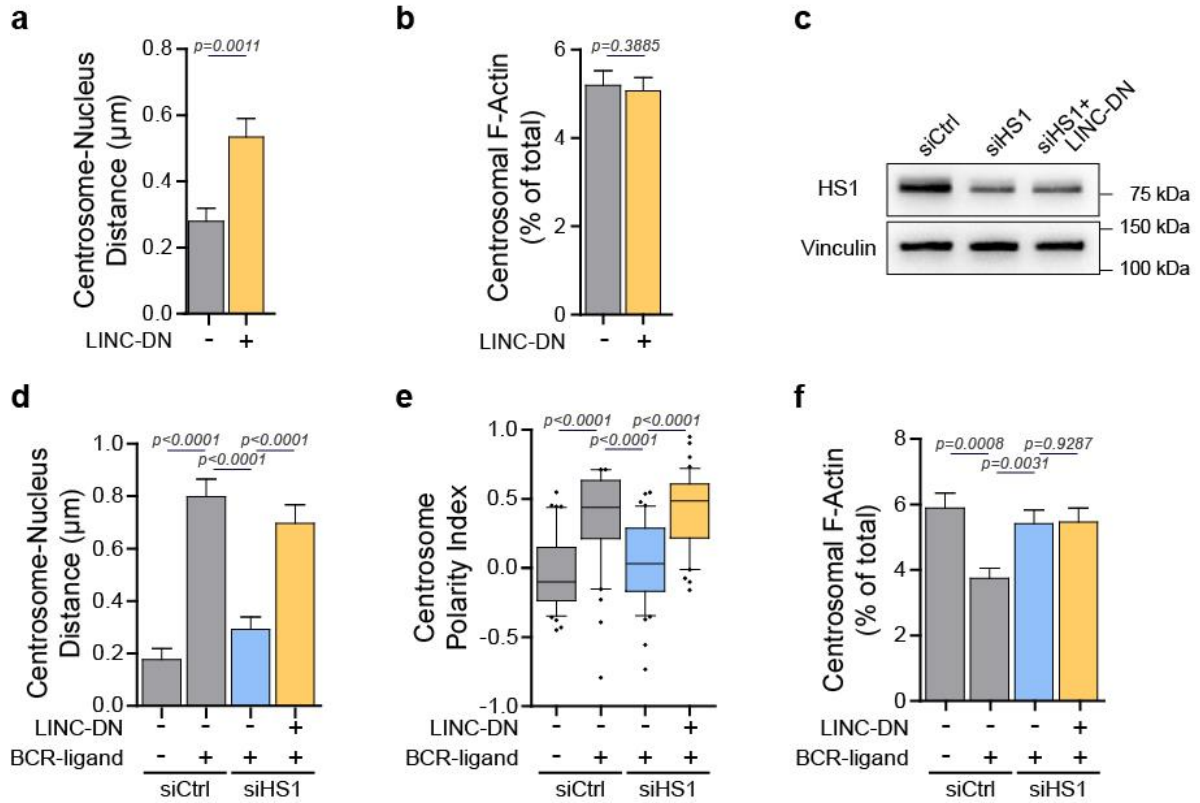 a
Centrosome-Nucleus
Distance (µm)
0.8
0.6
0.4
0.2
0.0
p=0.0011
LINC-DN - +
b
Centrosomal F-Actin
(% of total)
6
4
2
0
p=0.3885
LINC-DN - +
c
siCtrl
siHS1
siHS1+
LINC-DN
HS1
75 kDa
150 kDa
Vinculin
100 kDa
d
Centrosome-Nucleus
Distance (µm)
1.0
0.8
0.6
0.4
0.2
0.0
p<0.0001 p<0.0001
p<0.0001
LINC-DN - - - +
BCR-ligand - + + +
siCtrl siHS1
e
Centrosome
Polarity Index
1.0
0.5
0.0
-0.5
-1.0
p<0.0001 p<0.0001
p<0.0001
LINC-DN - - - +
BCR-ligand - + + +
siCtrl siHS1
f
Centrosomal F-Actin
(% of total)
8
6
4
2
0
p=0.0008 p=0.9287
p=0.0031
LINC-DN - - - +
BCR-ligand - + + +
siCtrl siHS1